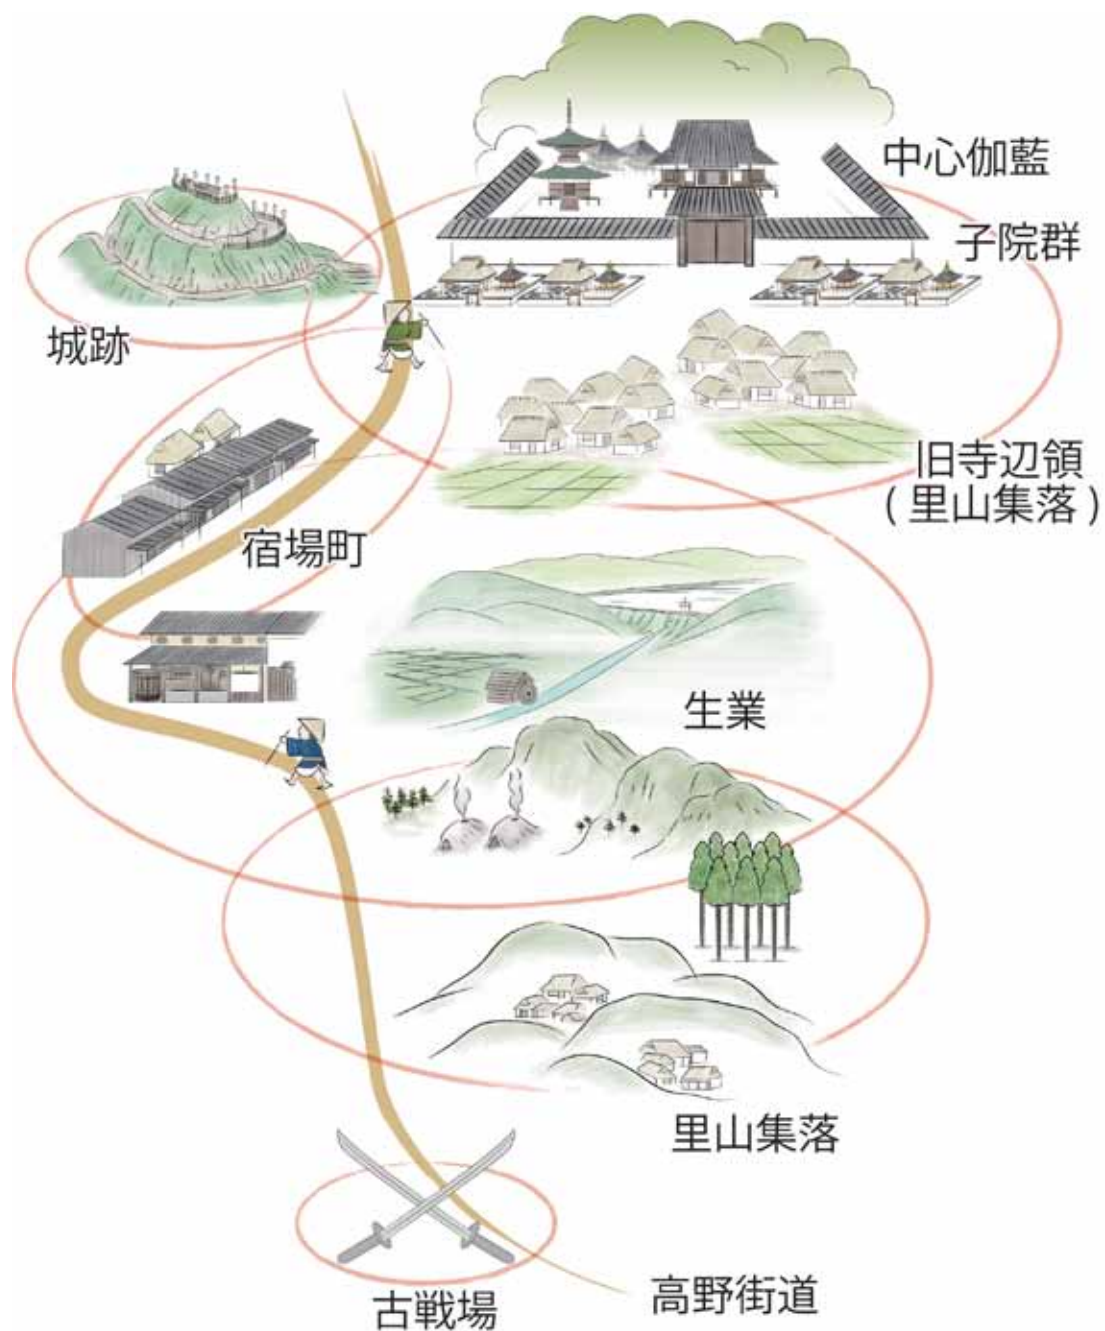 中心伽藍
子院群
城跡
旧寺辺領
(里山集落)
宿場町
生業
里山集落
古戦場
高野街道